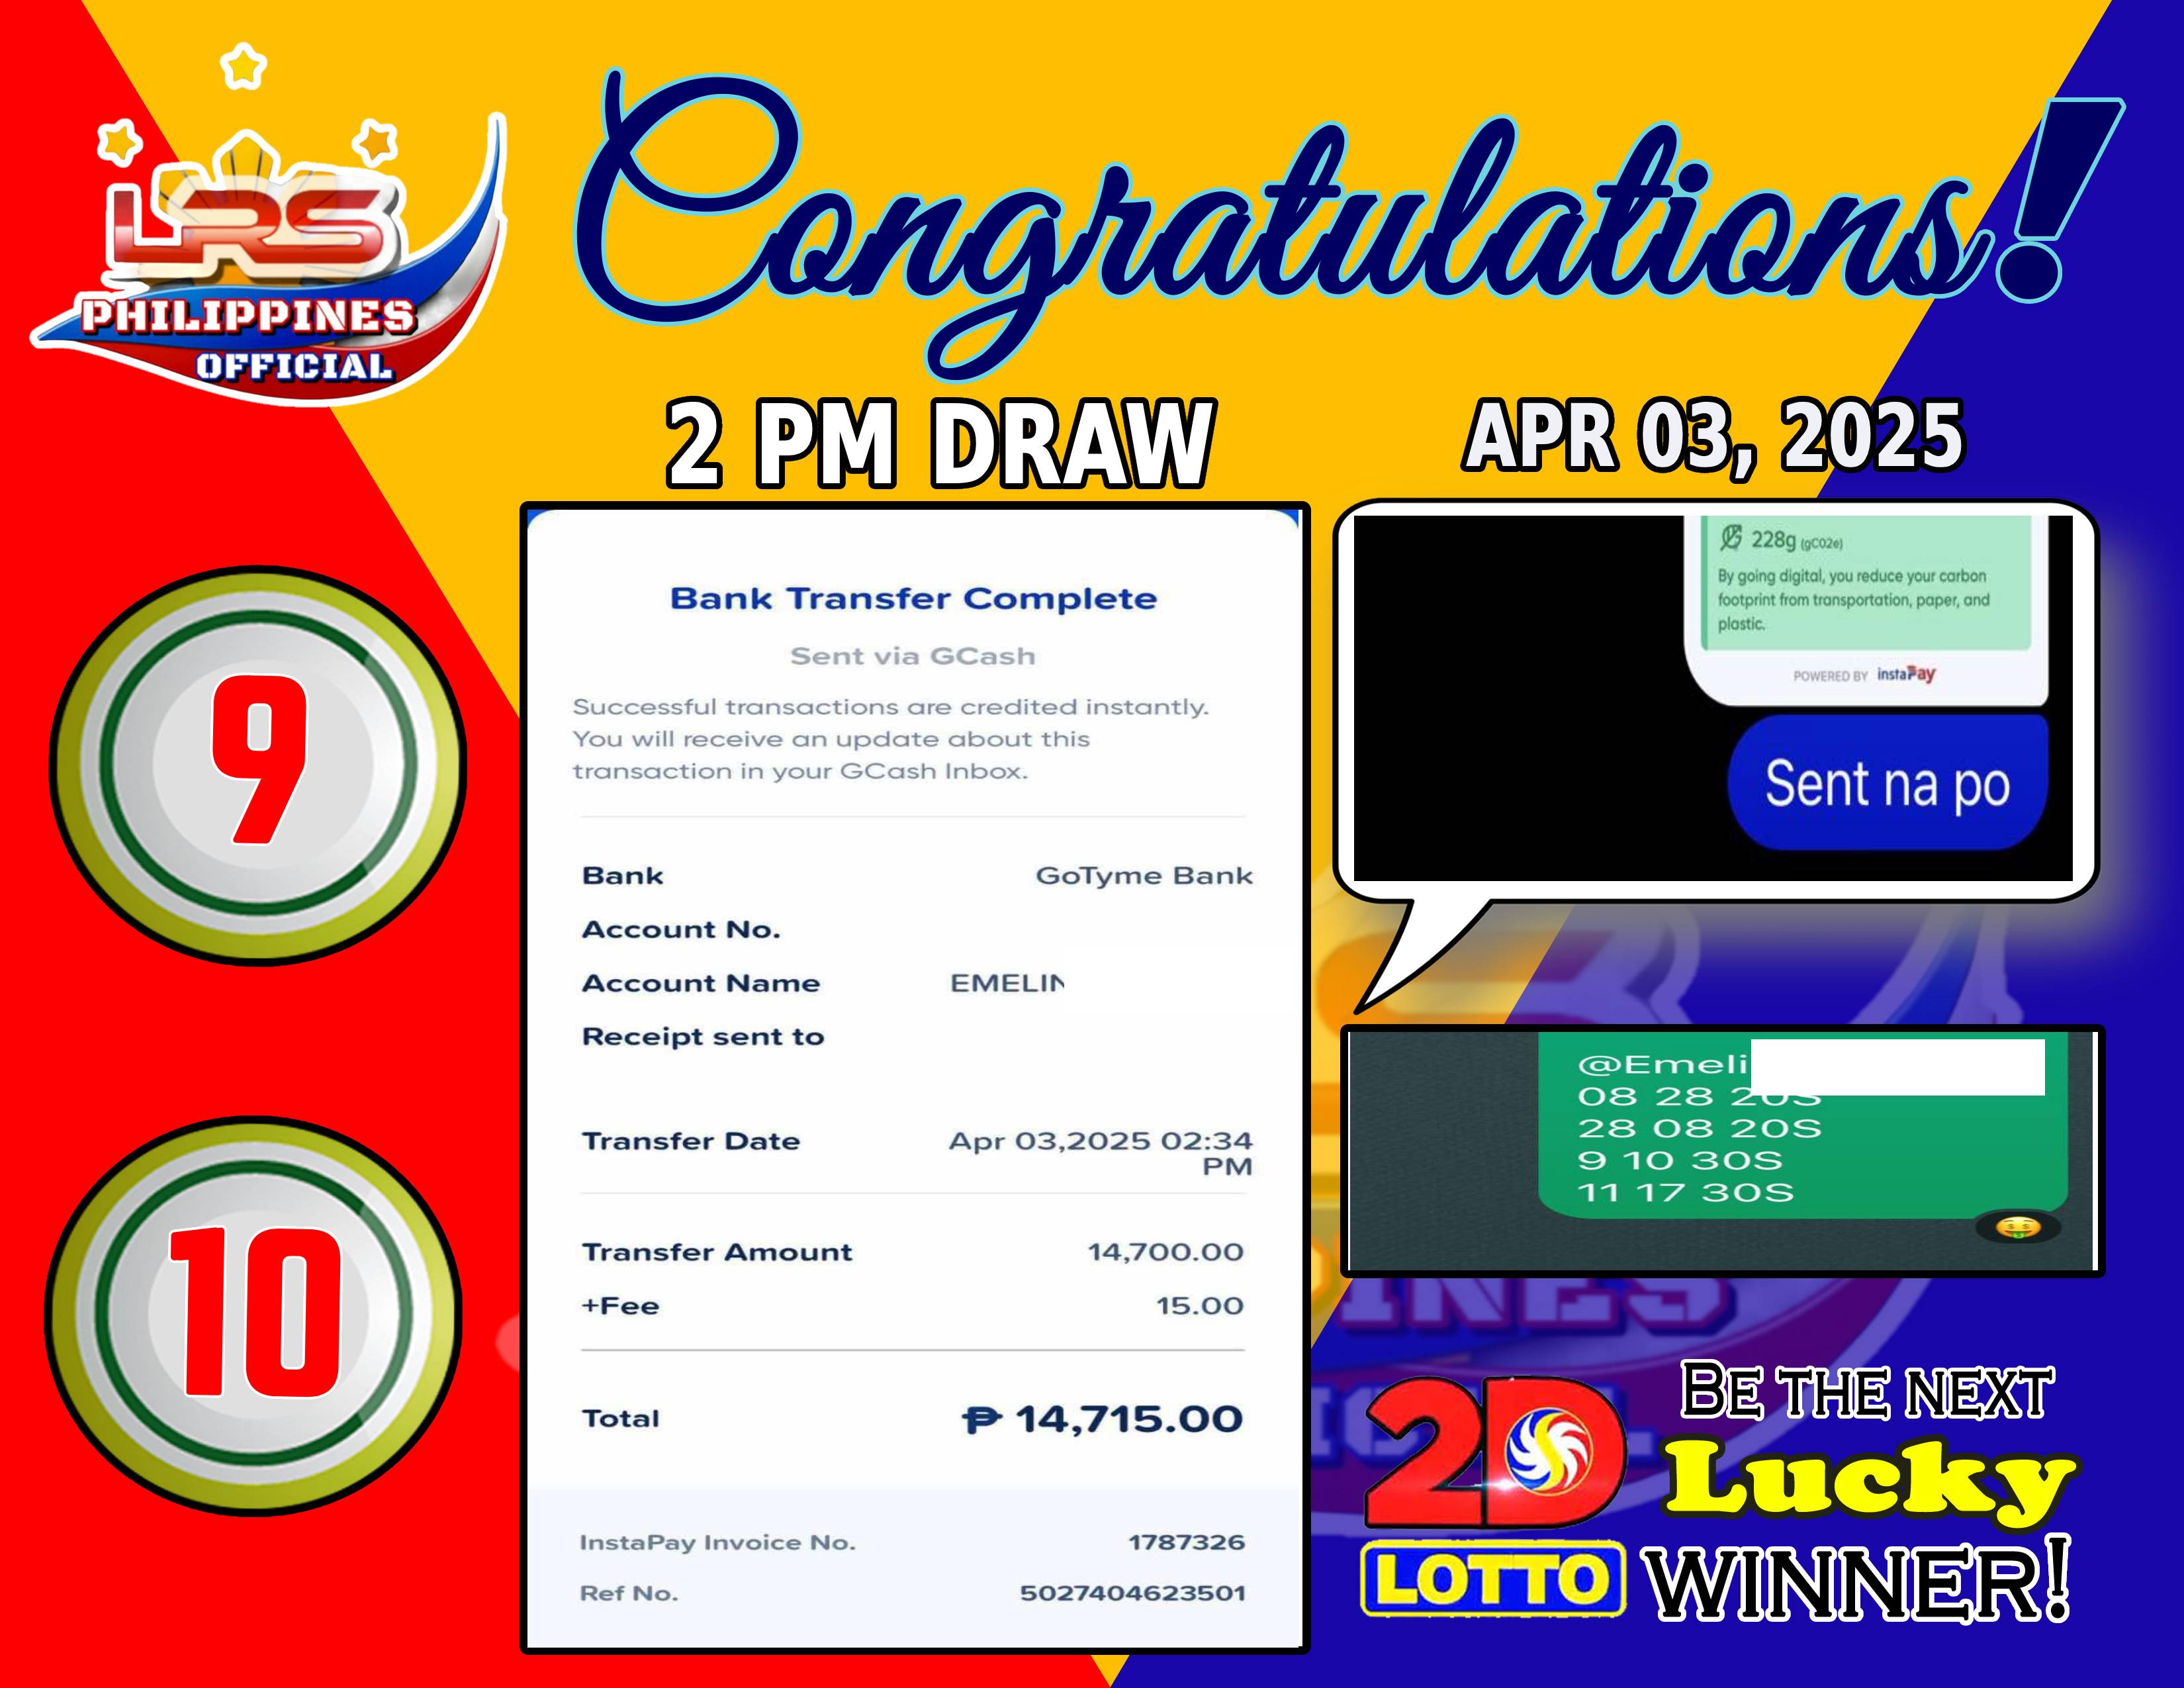 LRS
PHILIPPINES
OFFICIAL
Congratulations!
2 PM DRAW
APR 03, 2025
9
10
Bank Transfer Complete
Sent via GCash
Successful transactions are credited instantly.
You will receive an update about this
transaction in your GCash Inbox.
Bank GoTyme Bank
Account No.
Account Name EMELIN
Receipt sent to
Transfer Date Apr 03,2025 02:34
PM
Transfer Amount 14,700.00
+Fee 15.00
Total ₱ 14,715.00
InstaPay Invoice No. 1787326
Ref No. 5027404623501
228g (gCO2e)
By going digital, you reduce your carbon
footprint from transportation, paper, and
plastic.
POWERED BY instaPay
Sent na po
@Emeli
08 28 20S
28 08 20S
9 10 30S
11 17 30S
2D
LOTTO
BE THE NEXT
Lucky
WINNER!